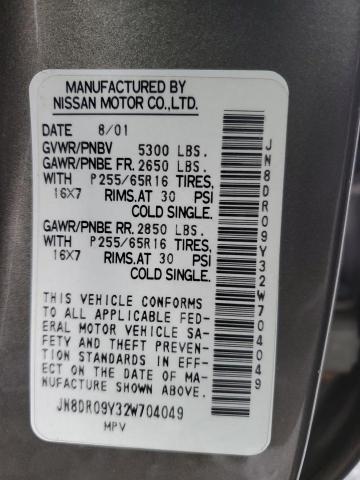 MANUFACTURED BY
NISSAN MOTOR CO.,LTD.
DATE 8/01
GVWR/PNBV 5300 LBS.
GAWR/PNBE FR. 2650 LBS.
WITH P255/65R16 TIRES,
16X7 RIMS.AT 30 PSI
COLD SINGLE.
GAWR/PNBE RR. 2850 LBS.
WITH P255/65R16 TIRES,
16X7 RIMS.AT 30 PSI
COLD SINGLE.
THIS VEHICLE CONFORMS
TO ALL APPLICABLE FED-
ERAL MOTOR VEHICLE SA-
FETY AND THEFT PREVENT-
ION STANDARDS IN EFF-
ECT ON THE DATE OF MA-
NUFACTURE SHOWN ABOVE.
JN8DR09Y32W704049
MPV
JN8DR09Y32W704049